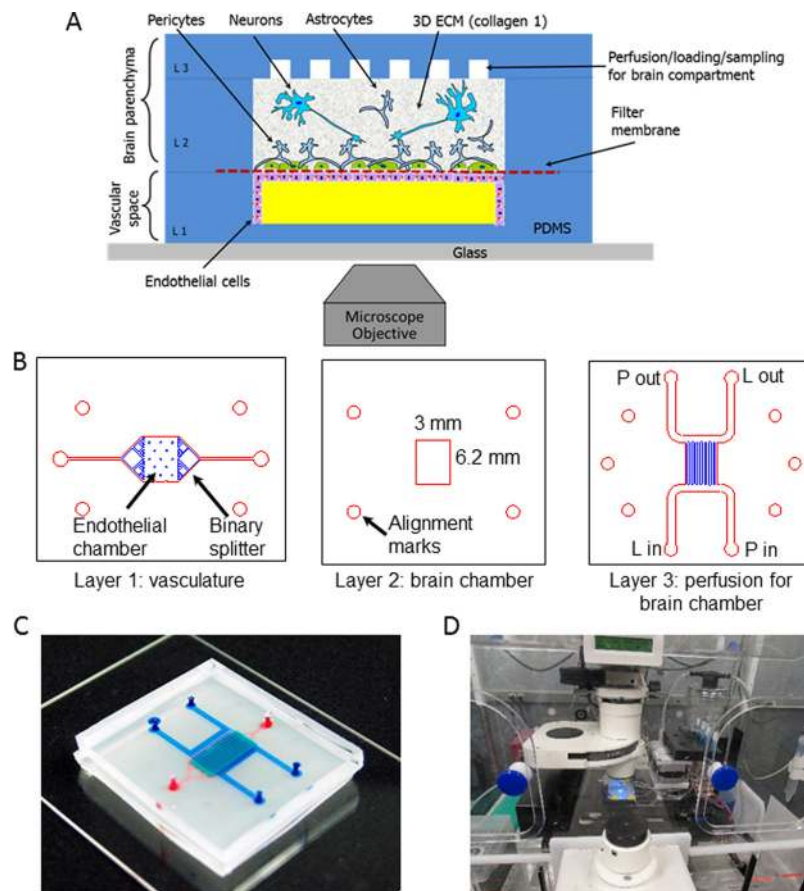 A
Pericytes
Neurons
Astrocytes
3D ECM (collagen 1)
Brain parenchyma
L 3
L 2
Perfusion/loading/sampling
for brain compartment
Filter
membrane
Vascular
space
L 1
PDMS
Glass
Endothelial cells
Microscope
Objective
B
Endothelial
chamber
Binary
splitter
Layer 1: vasculature
3 mm
6.2 mm
Alignment
marks
Layer 2: brain chamber
P out
L out
L in
P in
Layer 3: perfusion for
brain chamber
C
D